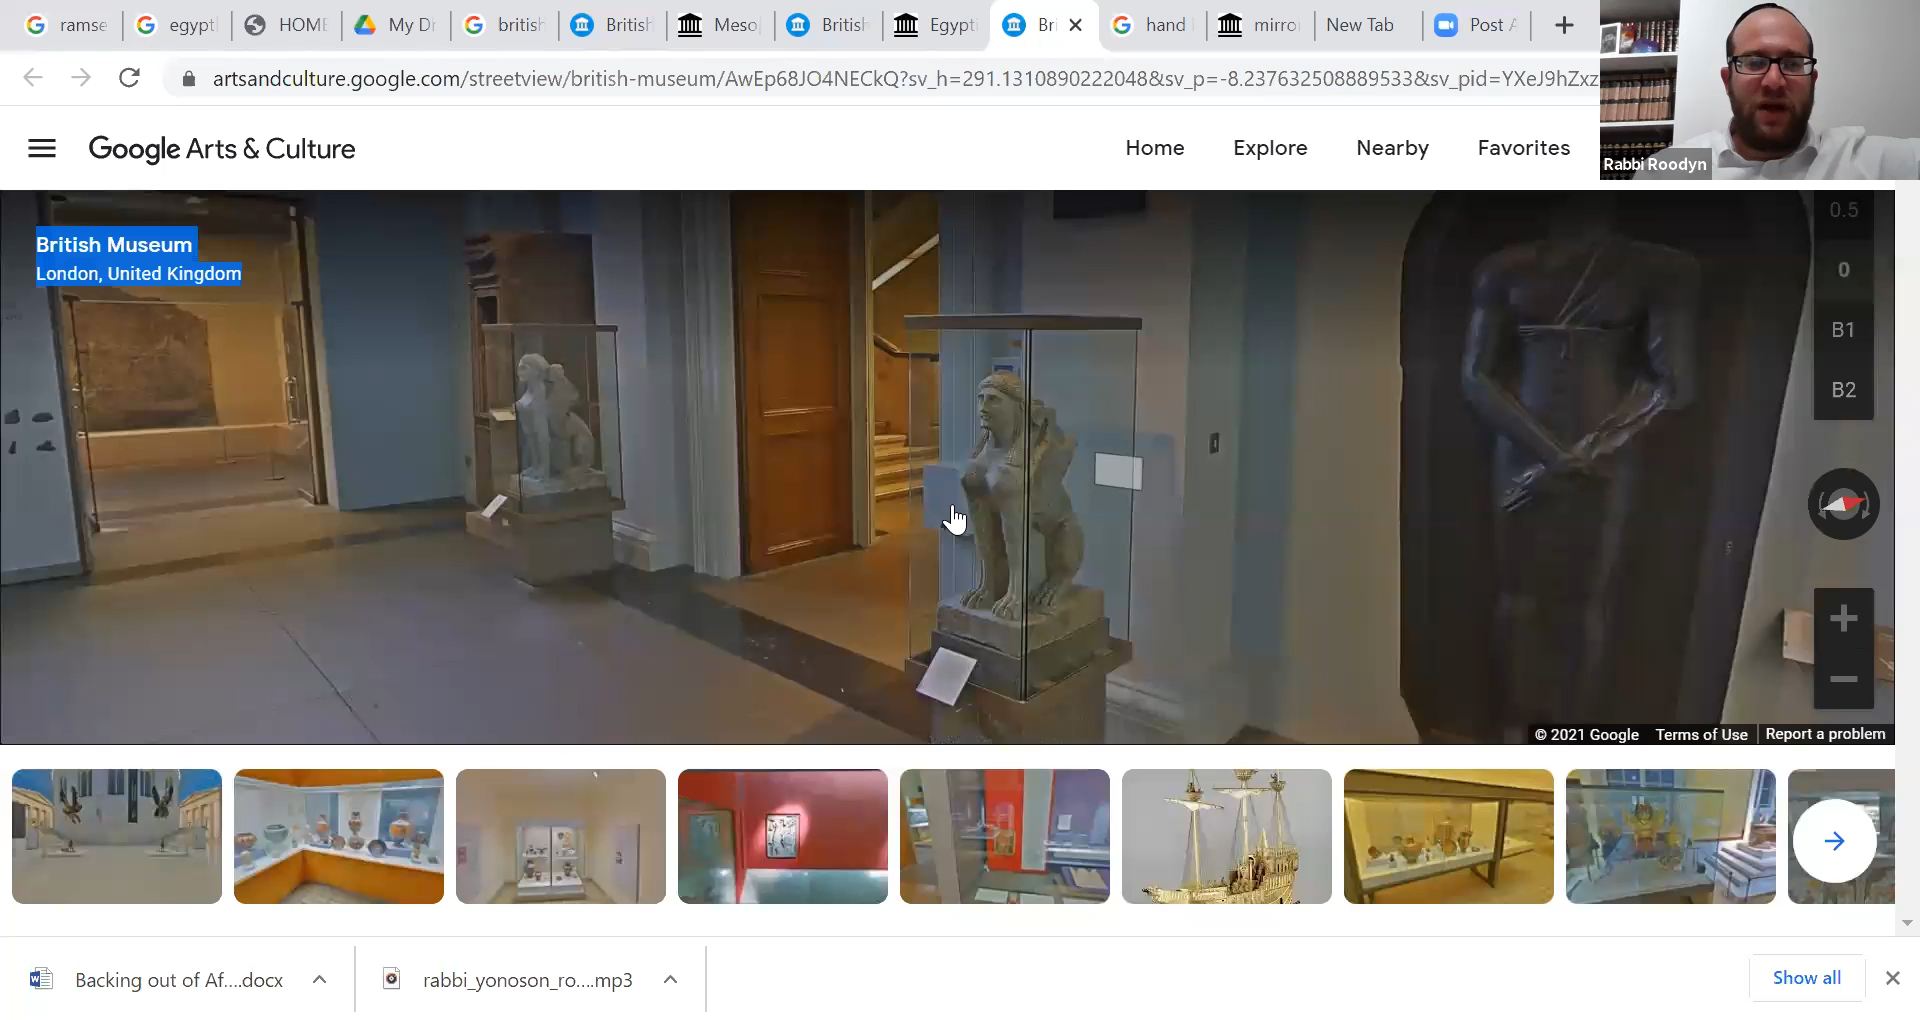 ramse
egypt
HOME
My Dr
british
British
Meso
British
Egypti
Bri
hand
mirro
New Tab
Post A
artsandculture.google.com/streetview/british-museum/AwEp68JO4NECkQ?sv_h=291.1310890222048&sv_p=-8.237632508889533&sv_pid=YXeJ9hZxz
Rabbi Roodyn
Google Arts & Culture
Home
Explore
Nearby
Favorites
British Museum
London, United Kingdom
0.5
0
B1
B2
© 2021 Google
Terms of Use
Report a problem
Backing out of Af....docx
rabbi_yonoson_ro....mp3
Show all